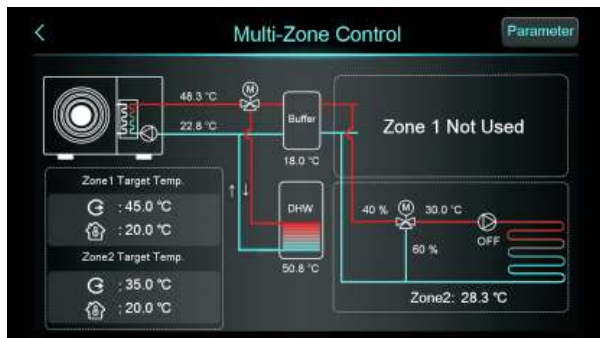 Multi-Zone Control
Parameter
48.3 °C
M
22.8 °C
Buffer
18.0 °C
Zone 1 Not Used
Zone1 Target Temp.
: 45.0 °C
: 20.0 °C
Zone2 Target Temp.
: 35.0 °C
: 20.0 °C
DHW
50.8 °C
40 %
M
30.0 °C
OFF
60 %
Zone2: 28.3 °C